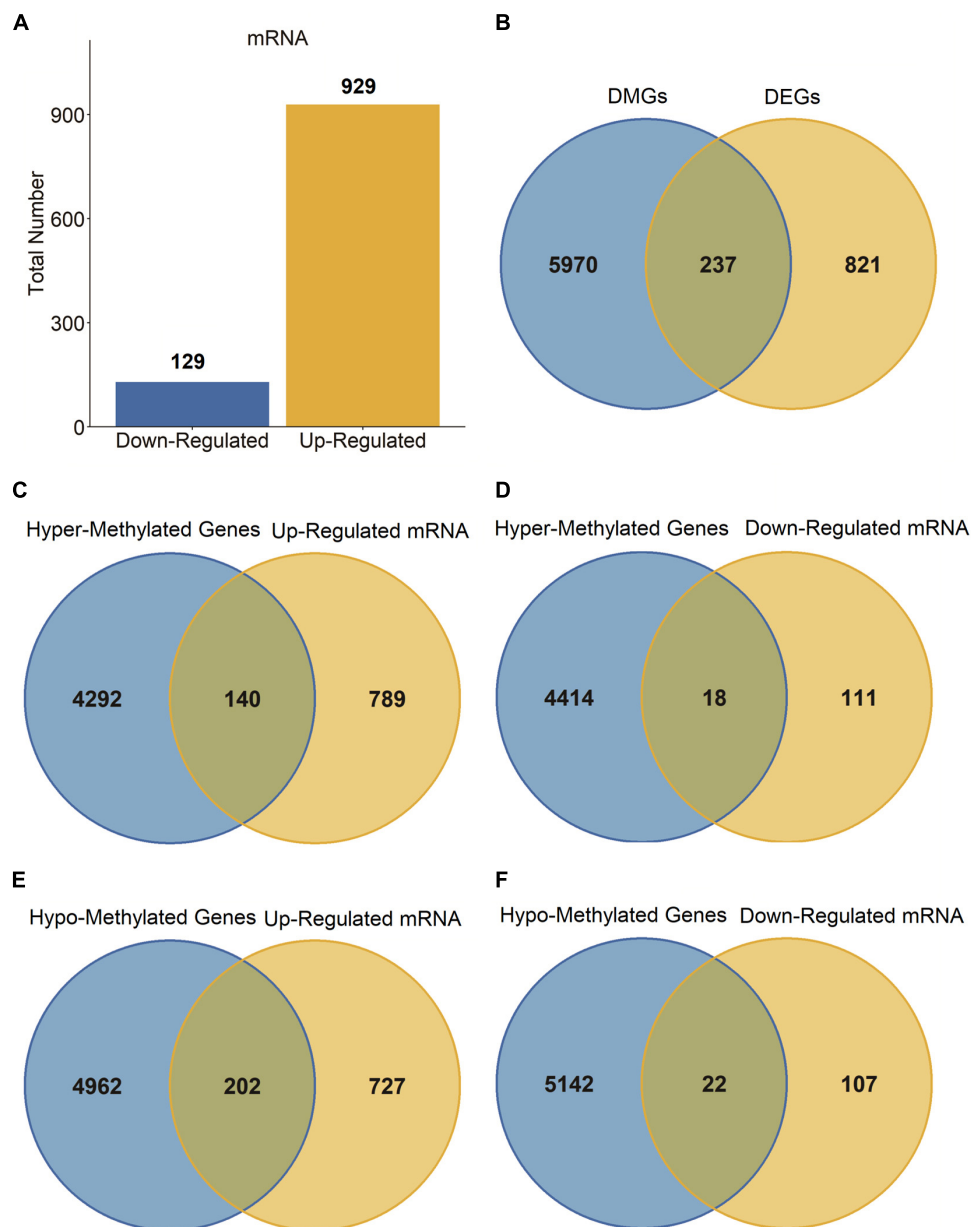 A
mRNA
929
900
600
Total Number
300
129
0
Down-Regulated Up-Regulated
B
DMGs DEGs
5970 237 821
C
Hyper-Methylated Genes Up-Regulated mRNA
4292 140 789
D
Hyper-Methylated Genes Down-Regulated mRNA
4414 18 111
E
Hypo-Methylated Genes Up-Regulated mRNA
4962 202 727
F
Hypo-Methylated Genes Down-Regulated mRNA
5142 22 107